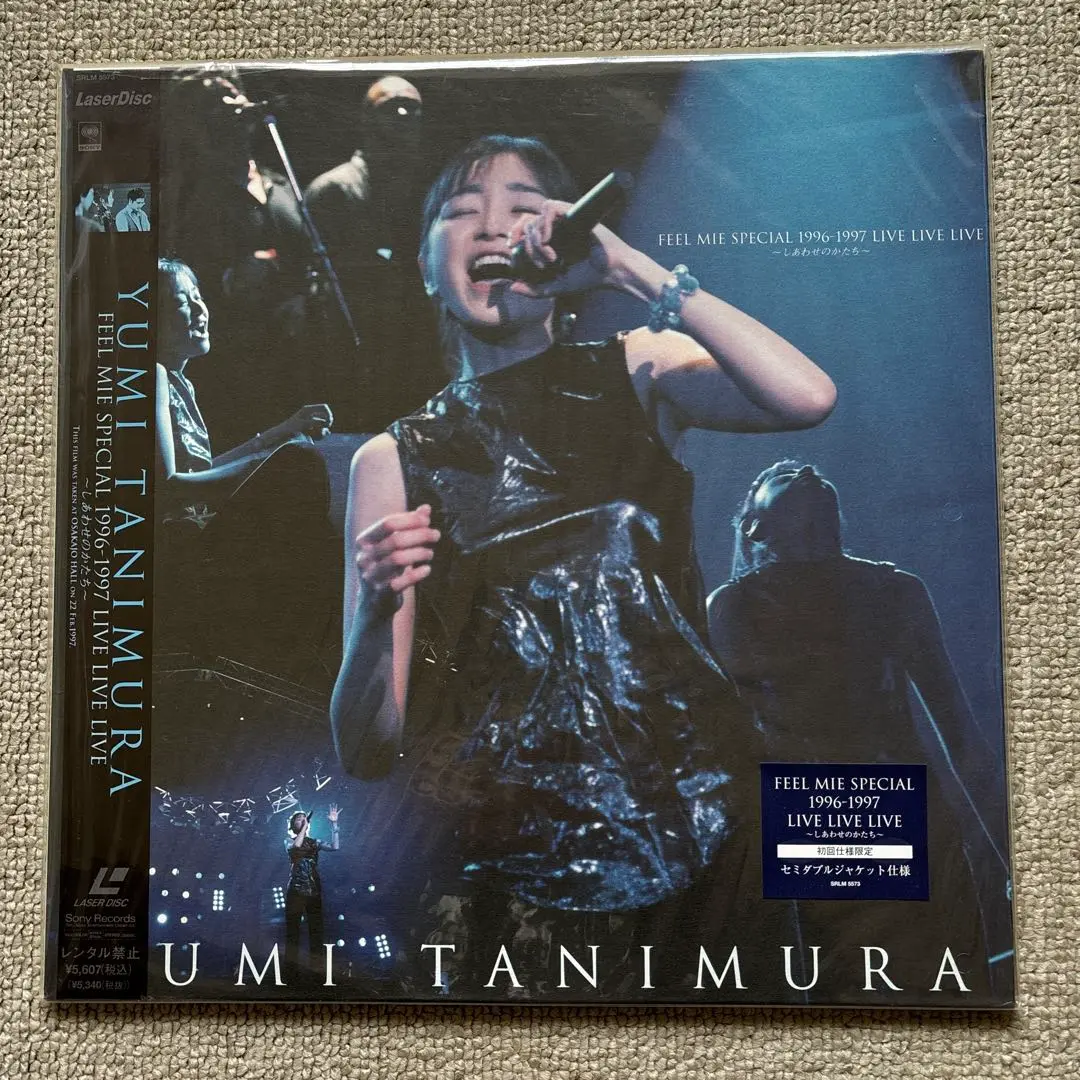 SRLM 5573
LaserDisc
SONY
YUMI TANIMURA
FEEL MIE SPECIAL 1996-1997 LIVE LIVE LIVE
～しあわせのかたち～
THIS FILM WAS TAKEN AT OSAKAJO HALL ON 22 FEB. 1997.
LASER DISC
Sony Records
レンタル禁止
¥5,607(税込)
(¥5,340(税抜))
FEEL MIE SPECIAL 1996-1997 LIVE LIVE LIVE
～しあわせのかたち～
FEEL MIE SPECIAL
1996-1997
LIVE LIVE LIVE
～しあわせのかたち～
初回仕様限定
セミダブルジャケット仕様
SRLM 5573
UMI TANIMURA